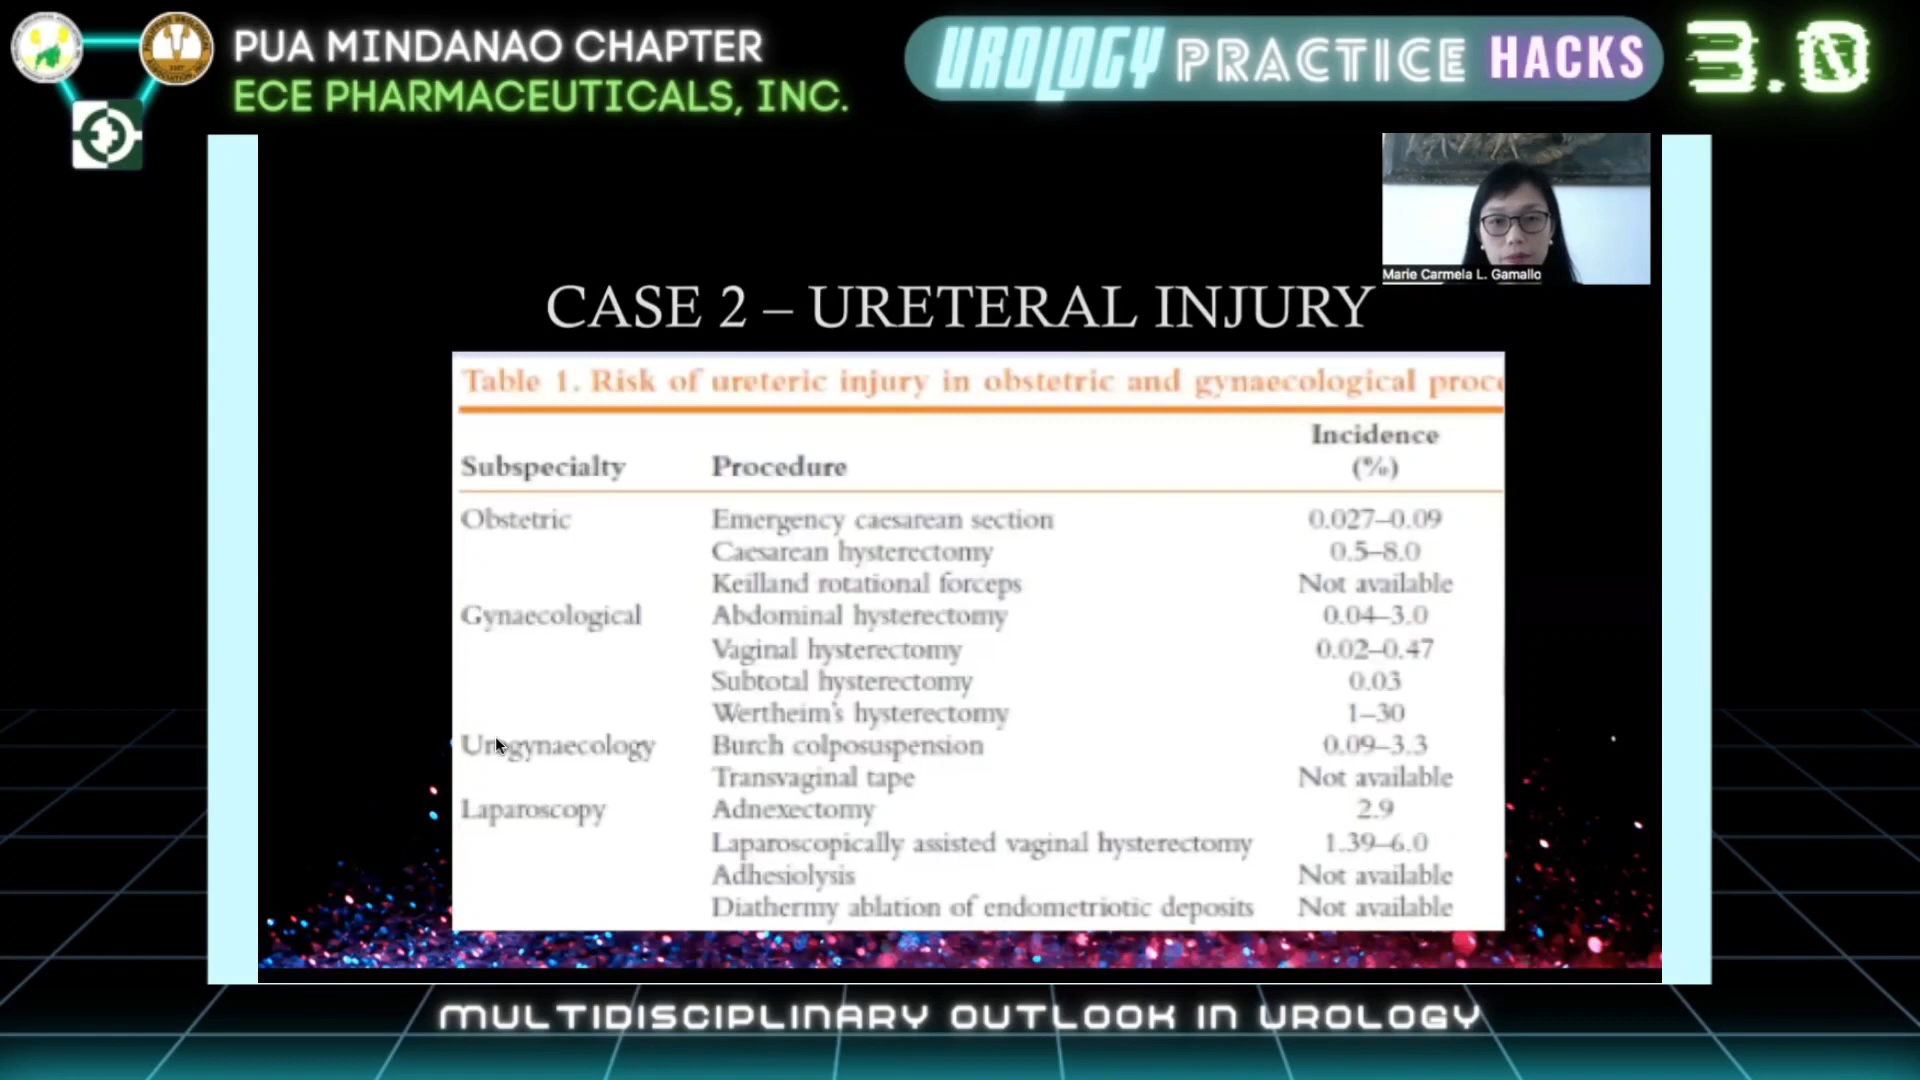 PUA MINDANAO CHAPTER
ECE PHARMACEUTICALS, INC.
UROLOGY PRACTICE HACKS 3.0
Marie Carmela L. Gamallo
CASE 2 – URETERAL INJURY
Table 1. Risk of ureteric injury in obstetric and gynaecological proce
Subspecialty Procedure Incidence (%)
Obstetric Emergency caesarean section 0.027–0.09
Caesarean hysterectomy 0.5–8.0
Keilland rotational forceps Not available
Gynaecological Abdominal hysterectomy 0.04–3.0
Vaginal hysterectomy 0.02–0.47
Subtotal hysterectomy 0.03
Wertheim's hysterectomy 1–30
Urogynaecology Burch colposuspension 0.09–3.3
Transvaginal tape Not available
Laparoscopy Adnexectomy 2.9
Laparoscopically assisted vaginal hysterectomy 1.39–6.0
Adhesiolysis Not available
Diathermy ablation of endometriotic deposits Not available
MULTIDISCIPLINARY OUTLOOK IN UROLOGY